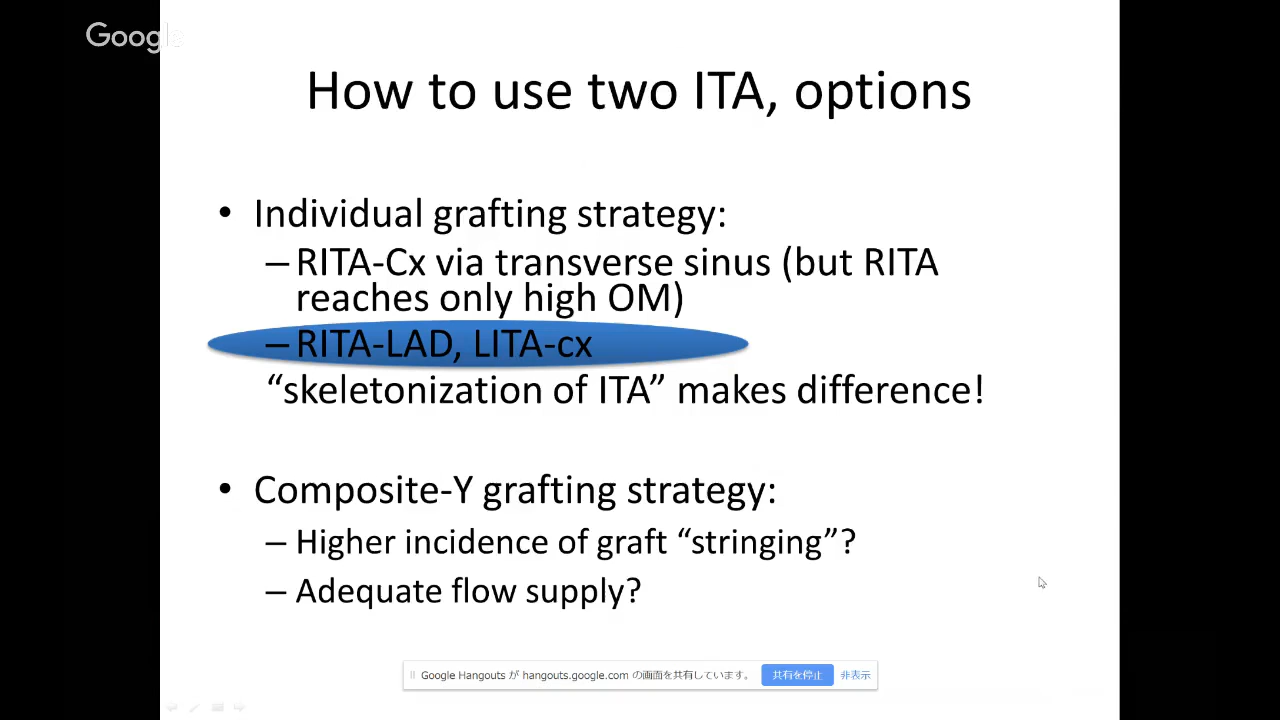 Google
How to use two ITA, options
• Individual grafting strategy:
– RITA-Cx via transverse sinus (but RITA
reaches only high OM)
– RITA-LAD, LITA-cx
“skeletonization of ITA” makes difference!
• Composite-Y grafting strategy:
– Higher incidence of graft “stringing”?
– Adequate flow supply?
Google Hangouts が hangouts.google.com の画面を共有しています。 共有を停止 非表示